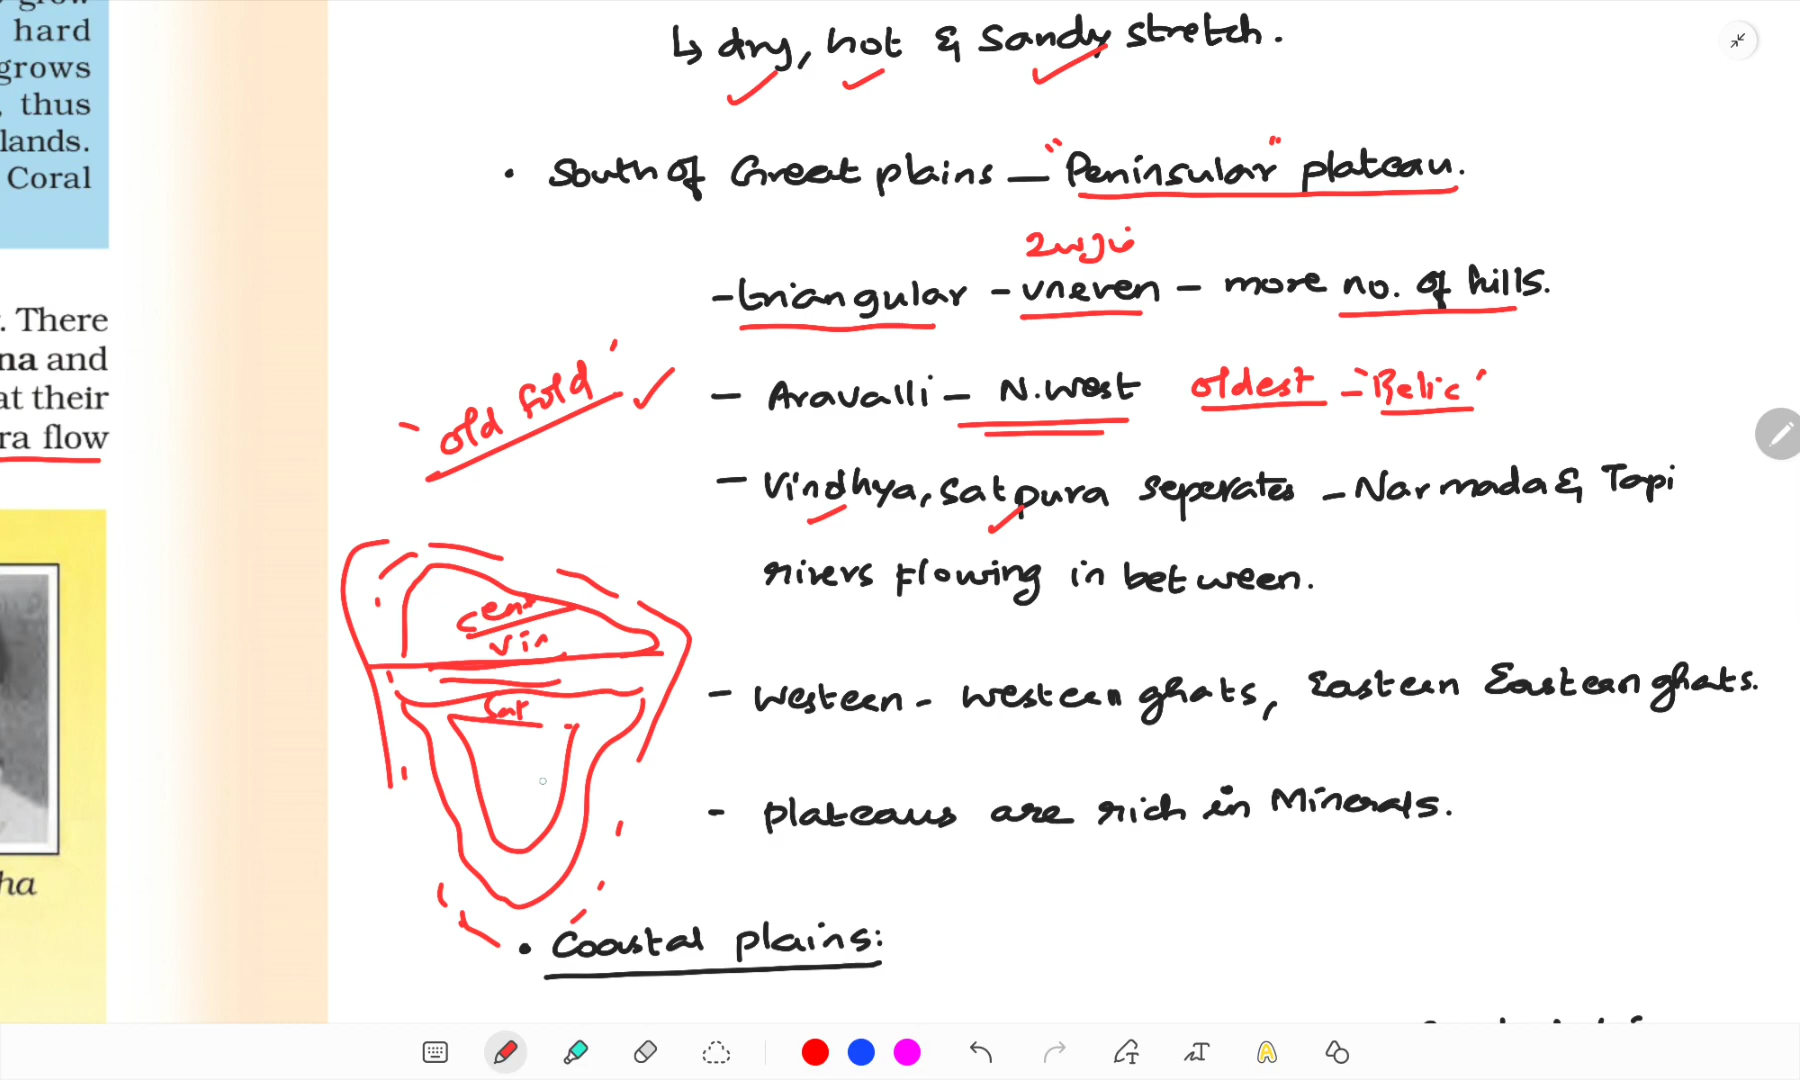 grow
hard
grows
, thus
lands.
Coral
. There
na and
at their
ra flow
ha
↳ dry, hot & Sandy stretch.
• South of Great plains — "Peninsular" plateau.
- triangular - uneven - more no. of hills.
- Aravalli - N.West oldest - 'Relic'
'old fold'
- Vindhya, Satpura seperates - Narmada & Tapi
rivers flowing in between.
Cen
Vin
Sat
- Western - Western ghats, Eastern Eastern ghats.
- plateaus are rich in Minerals.
• Coastal plains: